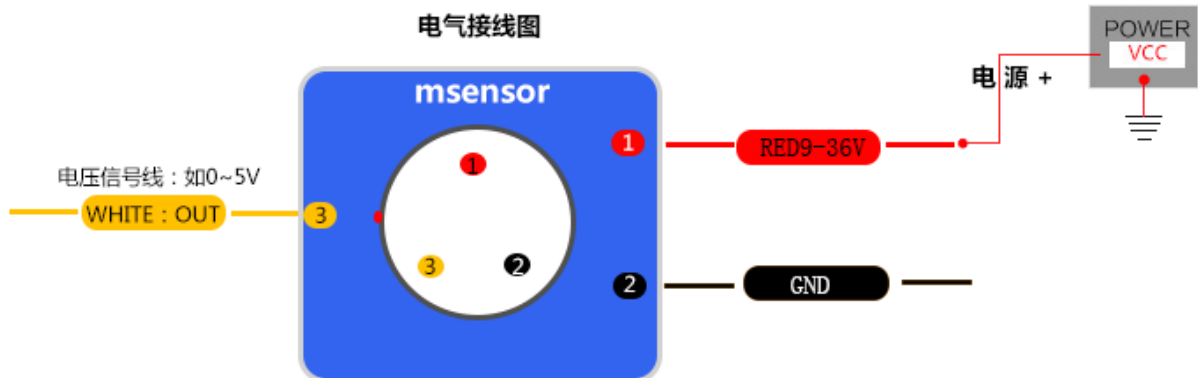 电气接线图
POWER
VCC
电 源 +
msensor
1
RED9-36V
1
电压信号线：如0~5V
WHITE：OUT
3
3
2
2
GND